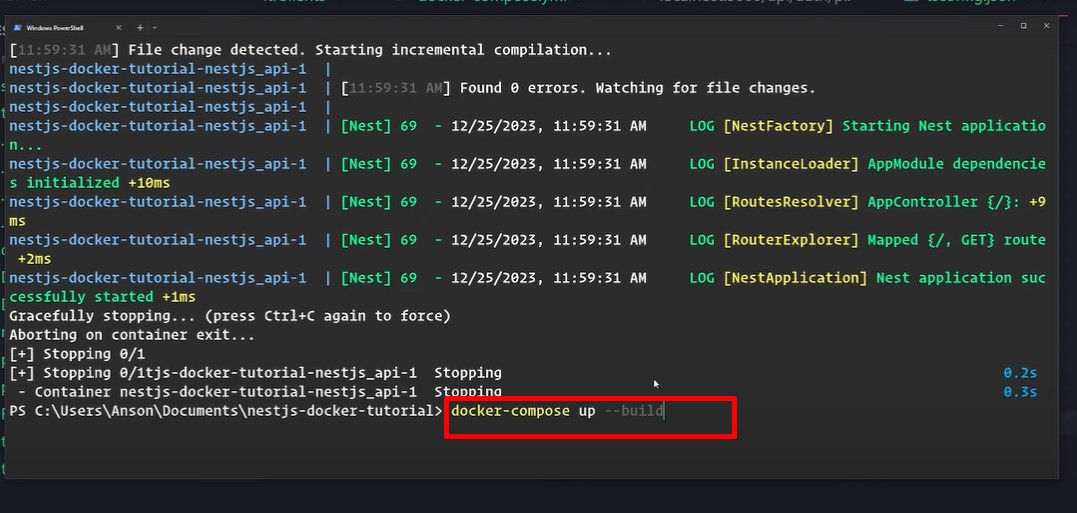 Windows PowerShell
[11:59:31 AM] File change detected. Starting incremental compilation...
nestjs-docker-tutorial-nestjs_api-1  |
nestjs-docker-tutorial-nestjs_api-1  | [11:59:31 AM] Found 0 errors. Watching for file changes.
nestjs-docker-tutorial-nestjs_api-1  |
nestjs-docker-tutorial-nestjs_api-1  | [Nest] 69  - 12/25/2023, 11:59:31 AM     LOG [NestFactory] Starting Nest applicatio
n...
nestjs-docker-tutorial-nestjs_api-1  | [Nest] 69  - 12/25/2023, 11:59:31 AM     LOG [InstanceLoader] AppModule dependencie
s initialized +10ms
nestjs-docker-tutorial-nestjs_api-1  | [Nest] 69  - 12/25/2023, 11:59:31 AM     LOG [RoutesResolver] AppController {/}: +9
ms
nestjs-docker-tutorial-nestjs_api-1  | [Nest] 69  - 12/25/2023, 11:59:31 AM     LOG [RouterExplorer] Mapped {/, GET} route
 +2ms
nestjs-docker-tutorial-nestjs_api-1  | [Nest] 69  - 12/25/2023, 11:59:31 AM     LOG [NestApplication] Nest application suc
cessfully started +1ms
Gracefully stopping... (press Ctrl+C again to force)
Aborting on container exit...
[+] Stopping 0/1
[+] Stopping 0/1tjs-docker-tutorial-nestjs_api-1  Stopping 0.2s
 - Container nestjs-docker-tutorial-nestjs_api-1  Stopping 0.3s
PS C:\Users\Anson\Documents\nestjs-docker-tutorial> docker-compose up --build